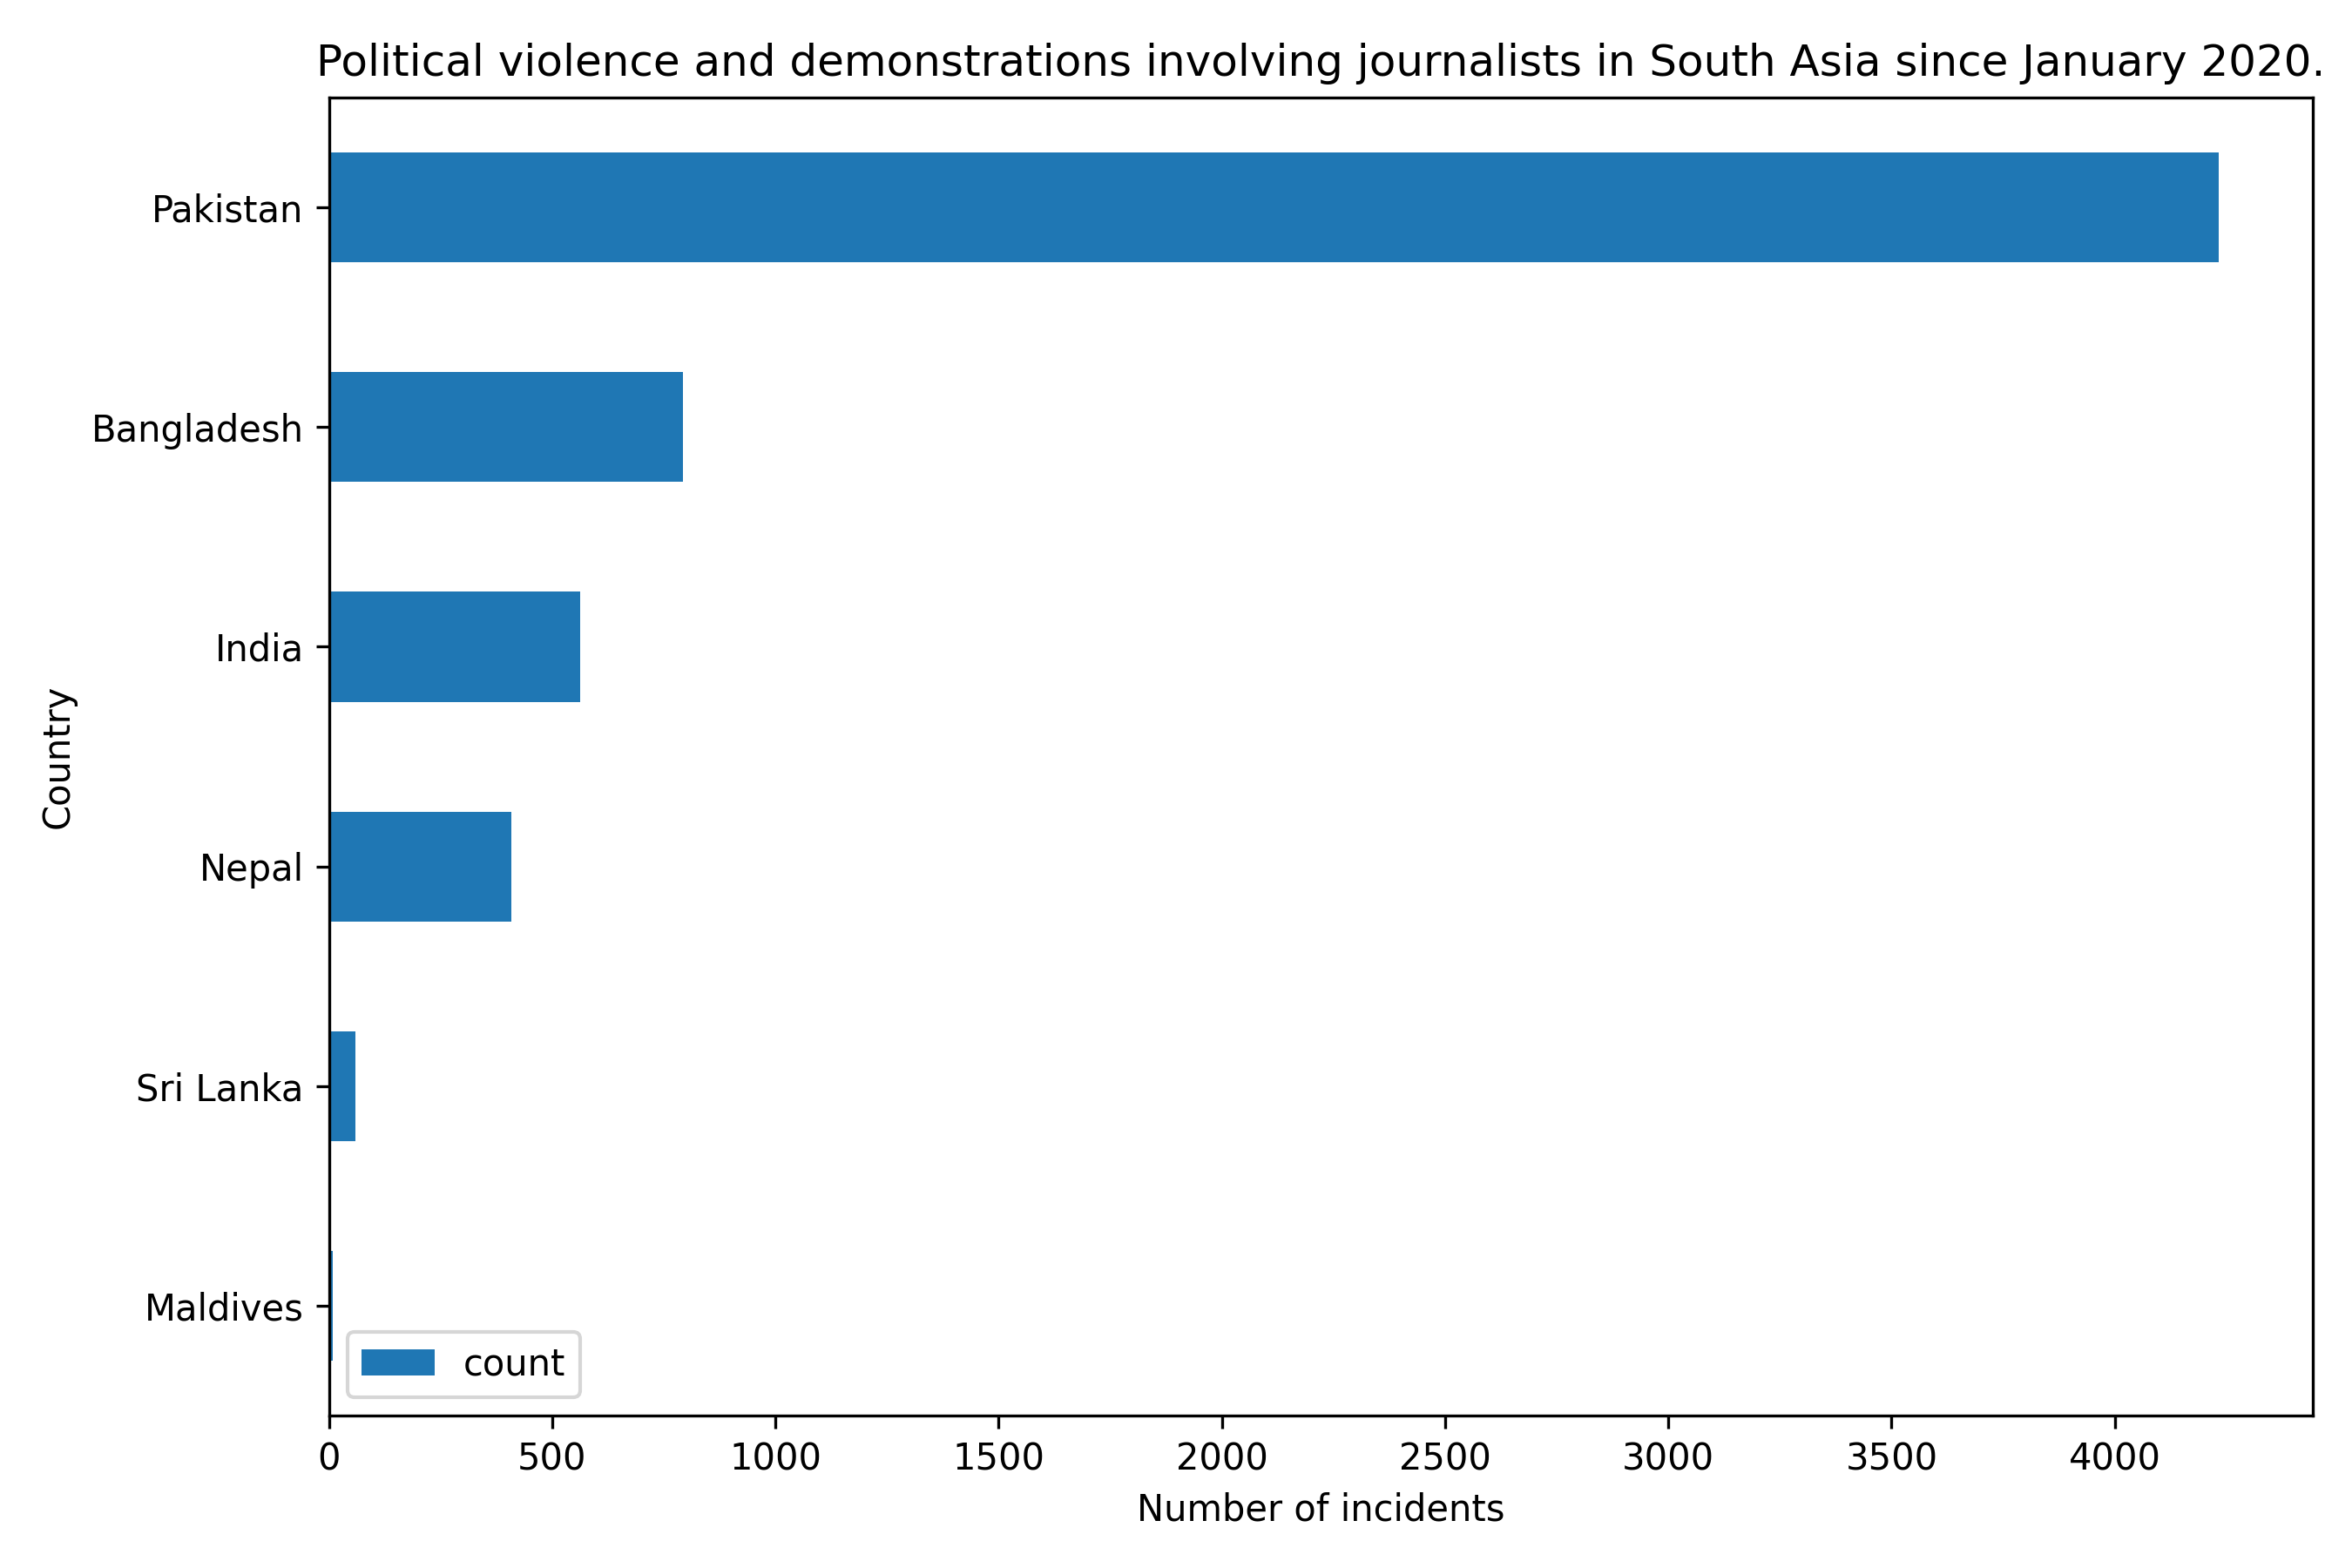 Political violence and demonstrations involving journalists in South Asia since January 2020.
Pakistan
Bangladesh
India
Nepal
Sri Lanka
Maldives
Country
count
0 500 1000 1500 2000 2500 3000 3500 4000
Number of incidents